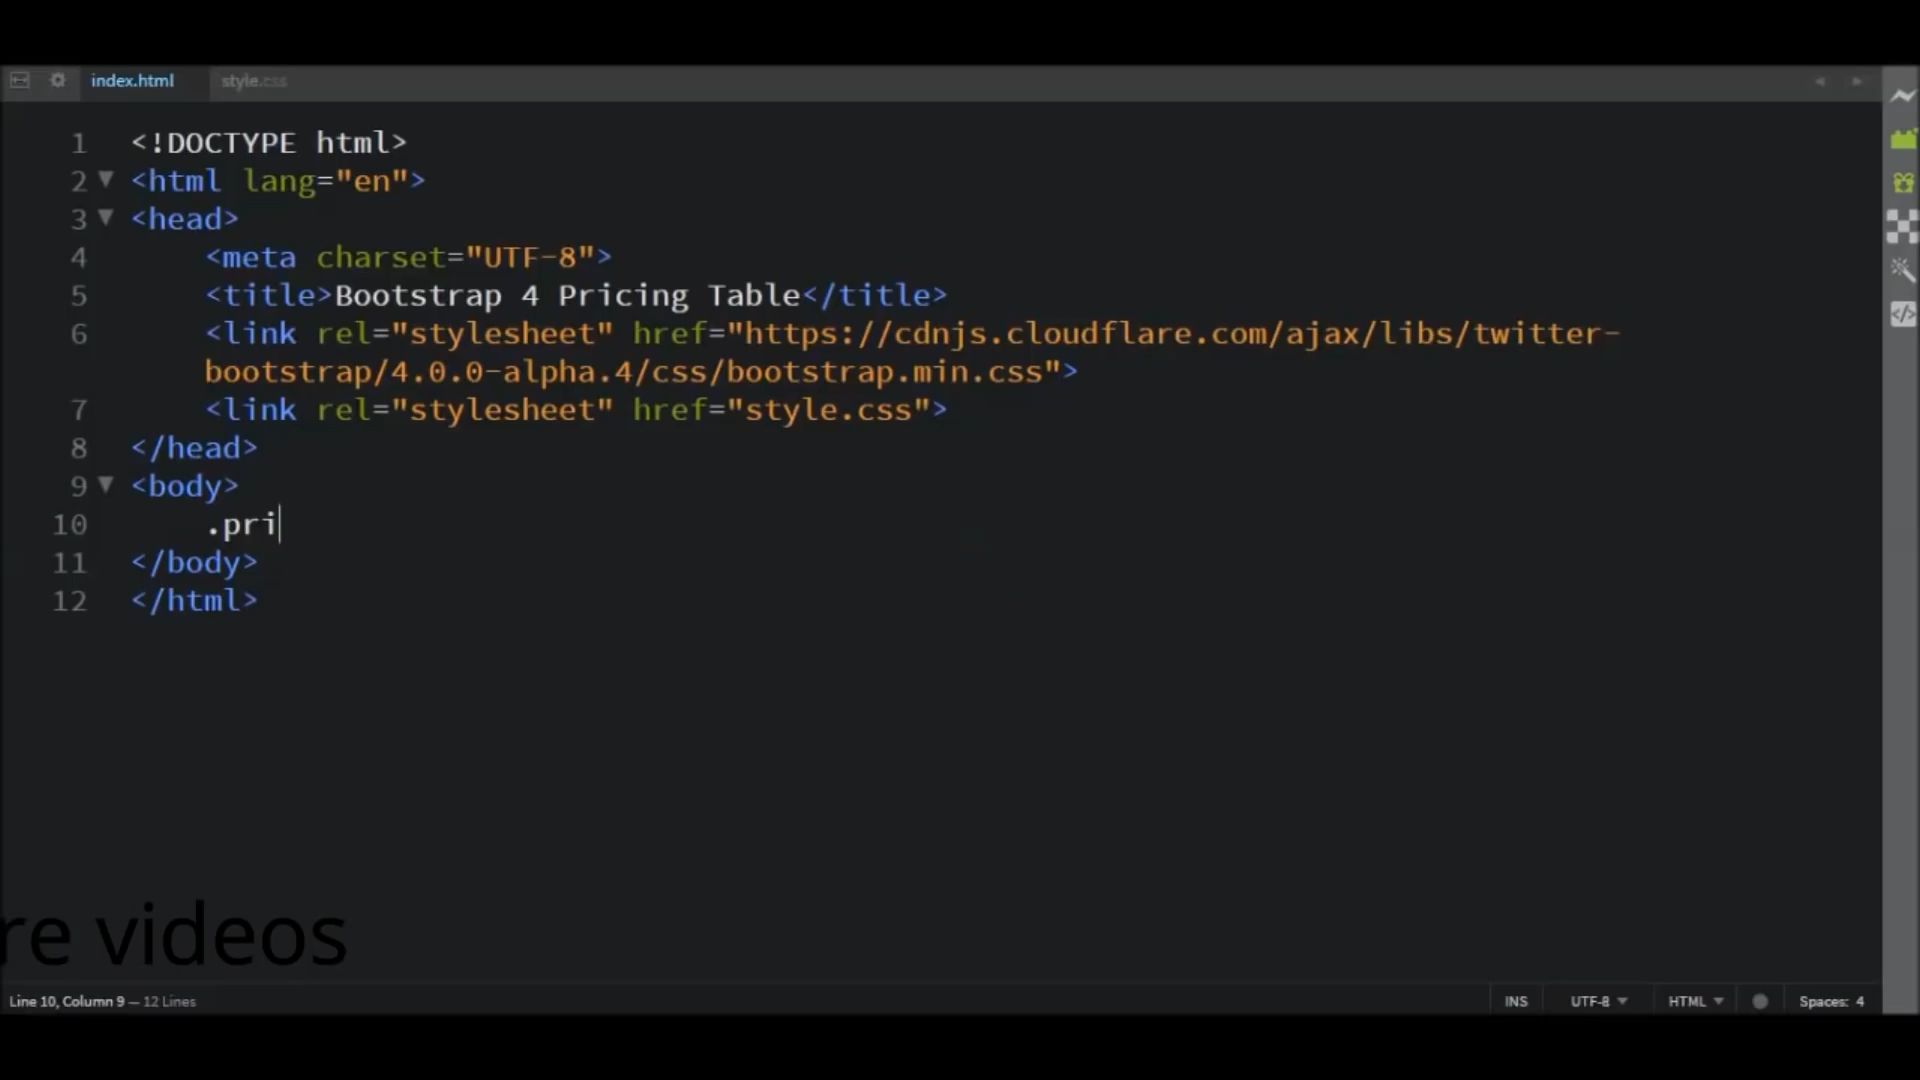 index.html style.css
1 <!DOCTYPE html>
2 <html lang="en">
3 <head>
4 <meta charset="UTF-8">
5 <title>Bootstrap 4 Pricing Table</title>
6 <link rel="stylesheet" href="https://cdnjs.cloudflare.com/ajax/libs/twitter-
bootstrap/4.0.0-alpha.4/css/bootstrap.min.css">
7 <link rel="stylesheet" href="style.css">
8 </head>
9 <body>
10 .pri
11 </body>
12 </html>
re videos
Line 10, Column 9 — 12 Lines INS UTF-8 HTML Spaces: 4